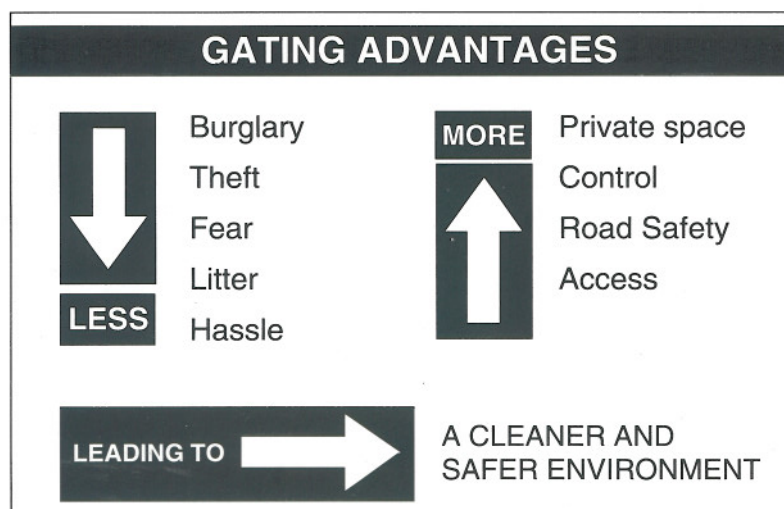 GATING ADVANTAGES
Burglary
Theft
Fear
Litter
Hassle
LESS
MORE
Private space
Control
Road Safety
Access
LEADING TO
A CLEANER AND
SAFER ENVIRONMENT